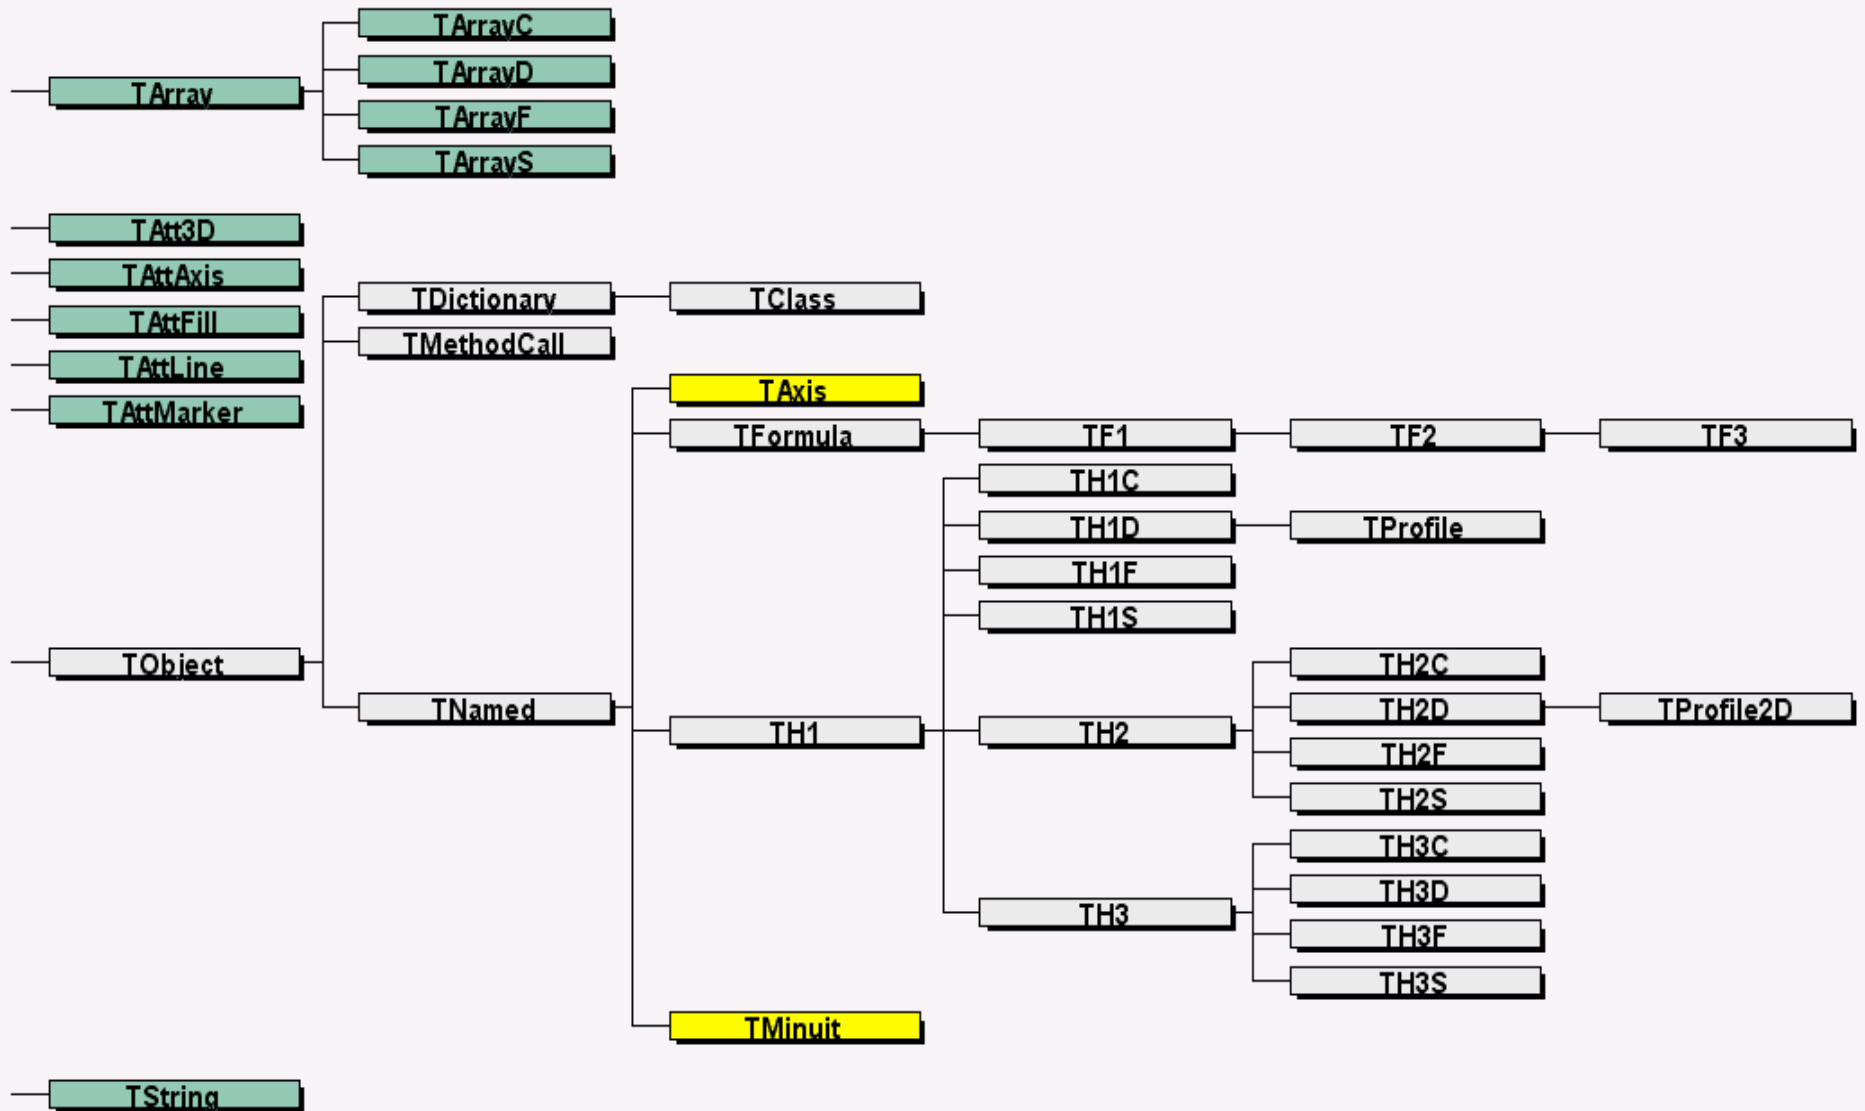 TArrayC
TArrayD
TArray
TArrayF
TArrayS
TAtt3D
TAttAxis
TDictionary
TClass
TAttFill
TMethodCall
TAttLine
TAxis
TAttMarker
TFormula
TF1
TF2
TF3
TH1C
TH1D
TProfile
TH1F
TH1S
TObject
TH2C
TNamed
TH2D
TProfile2D
TH1
TH2
TH2F
TH2S
TH3C
TH3D
TH3
TH3F
TH3S
TMinuit
TString